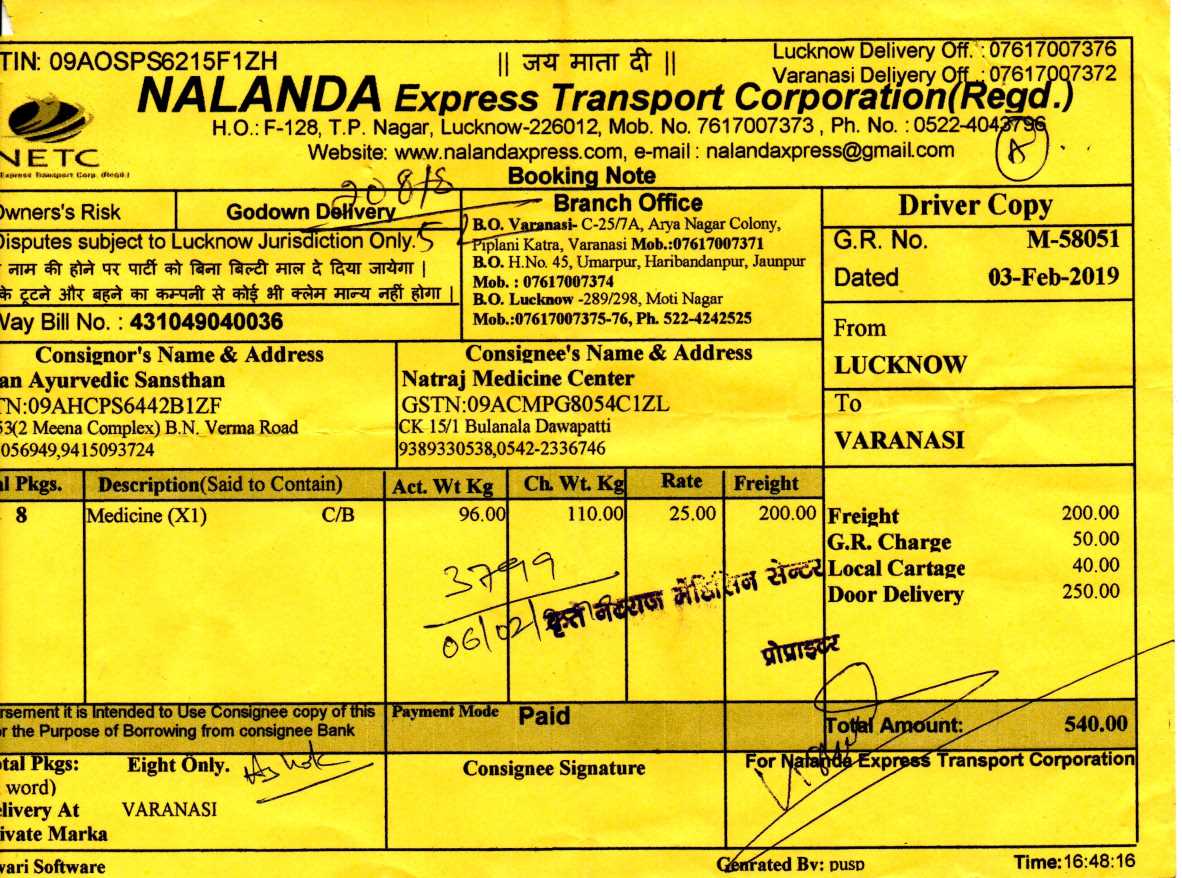 TIN: 09AOSPS6215F1ZH
|| जय माता दी ||
Lucknow Delivery Off. : 07617007376
Varanasi Delivery Off. : 07617007372
NALANDA Express Transport Corporation(Regd.)
H.O.: F-128, T.P. Nagar, Lucknow-226012, Mob. No. 7617007373 , Ph. No. : 0522-4043796
Website: www.nalandaxpress.com, e-mail : nalandaxpress@gmail.com
NETC
Express Transport Corp. (Regd.)
Booking Note
208/8
Owners's Risk
Godown Delivery
Branch Office
Driver Copy
Disputes subject to Lucknow Jurisdiction Only.
नाम की होने पर पार्टी को बिना बिल्टी माल दे दिया जायेगा |
के टूटने और बहने का कम्पनी से कोई भी क्लेम मान्य नहीं होगा |
Way Bill No. : 431049040036
B.O. Varanasi- C-25/7A, Arya Nagar Colony,
Piplani Katra, Varanasi Mob.:07617007371
B.O. H.No. 45, Umarpur, Haribandanpur, Jaunpur
Mob. : 07617007374
B.O. Lucknow -289/298, Moti Nagar
Mob.:07617007375-76, Ph. 522-4242525
G.R. No. M-58051
Dated 03-Feb-2019
From
LUCKNOW
To
VARANASI
Consignor's Name & Address
an Ayurvedic Sansthan
TN:09AHCPS6442B1ZF
53(2 Meena Complex) B.N. Verma Road
056949,9415093724
Consignee's Name & Address
Natraj Medicine Center
GSTN:09ACMPG8054C1ZL
CK 15/1 Bulanala Dawapatti
9389330538,0542-2336746
l Pkgs. Description(Said to Contain) Act. Wt Kg Ch. Wt. Kg Rate Freight
8 Medicine (X1) C/B 96.00 110.00 25.00 200.00
Freight 200.00
G.R. Charge 50.00
Local Cartage 40.00
Door Delivery 250.00
3799
06/02/
कृते नटराज मेडिसिन सेन्टर
प्रोप्राइटर
rsement it is Intended to Use Consignee copy of this
or the Purpose of Borrowing from consignee Bank
Payment Mode Paid
Total Amount: 540.00
tal Pkgs: Eight Only.
word)
Ashok
elivery At VARANASI
ivate Marka
Consignee Signature
For Nalanda Express Transport Corporation
wari Software
Genrated By: pusp
Time:16:48:16